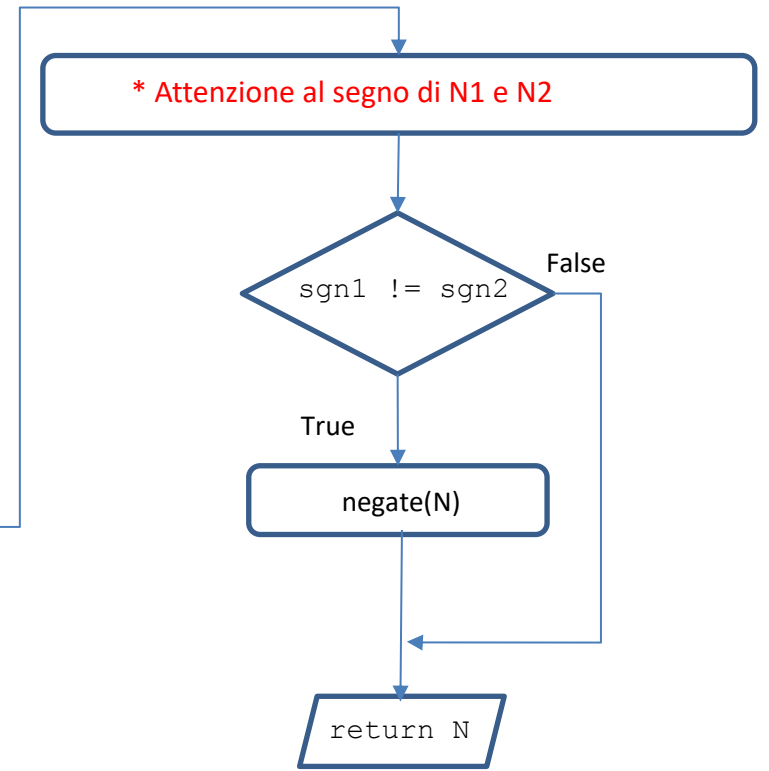 * Attenzione al segno di N1 e N2
False
sgn1 != sgn2
True
negate(N)
return N